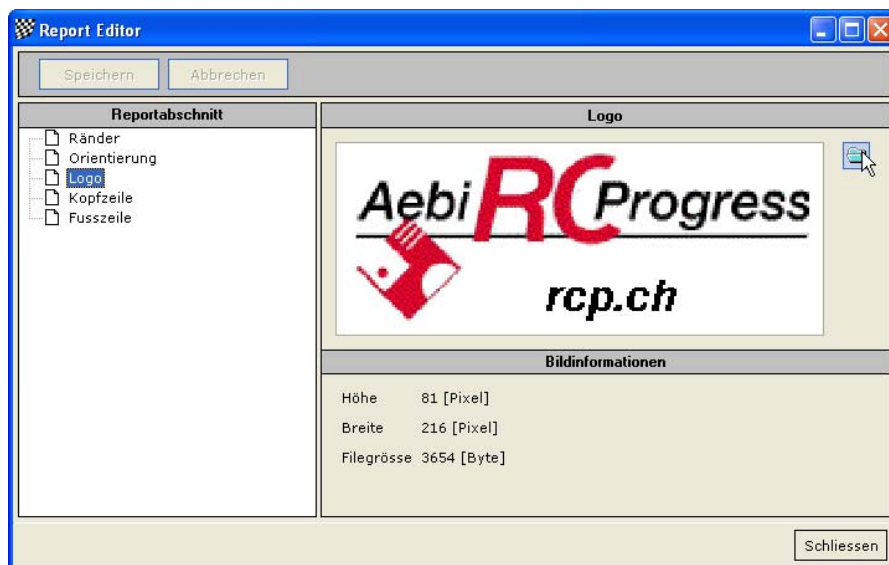 Report Editor
Speichern Abbrechen
Reportabschnitt
Ränder
Orientierung
Logo
Kopfzeile
Fusszeile
Logo
Aebi RC Progress
rcp.ch
Bildinformationen
Höhe 81 [Pixel]
Breite 216 [Pixel]
Filegrösse 3654 [Byte]
Schliessen